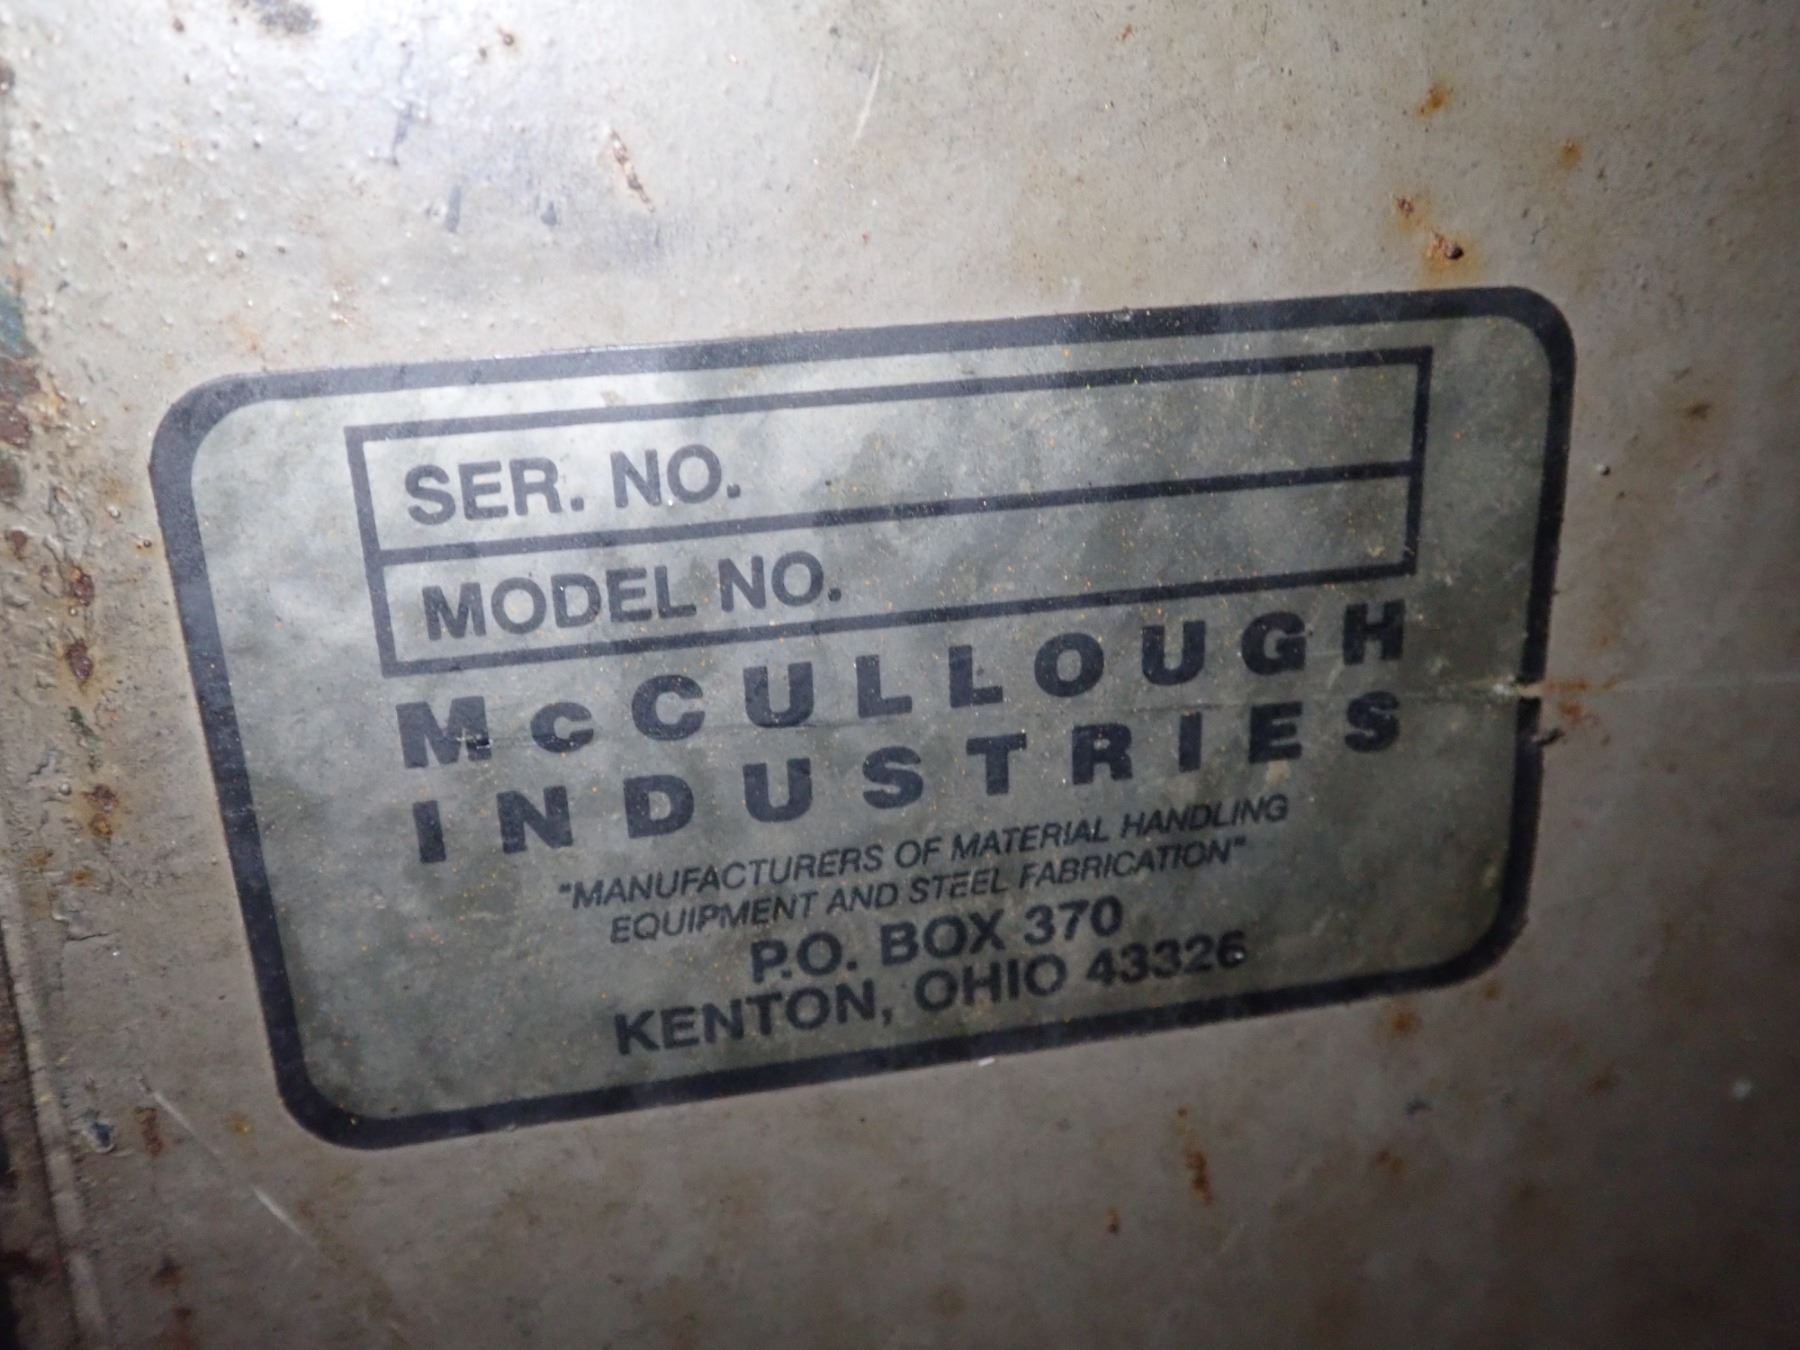 SER. NO.
MODEL NO.
McCULLOUGH
INDUSTRIES
"MANUFACTURERS OF MATERIAL HANDLING
EQUIPMENT AND STEEL FABRICATION"
P.O. BOX 370
KENTON, OHIO 43326